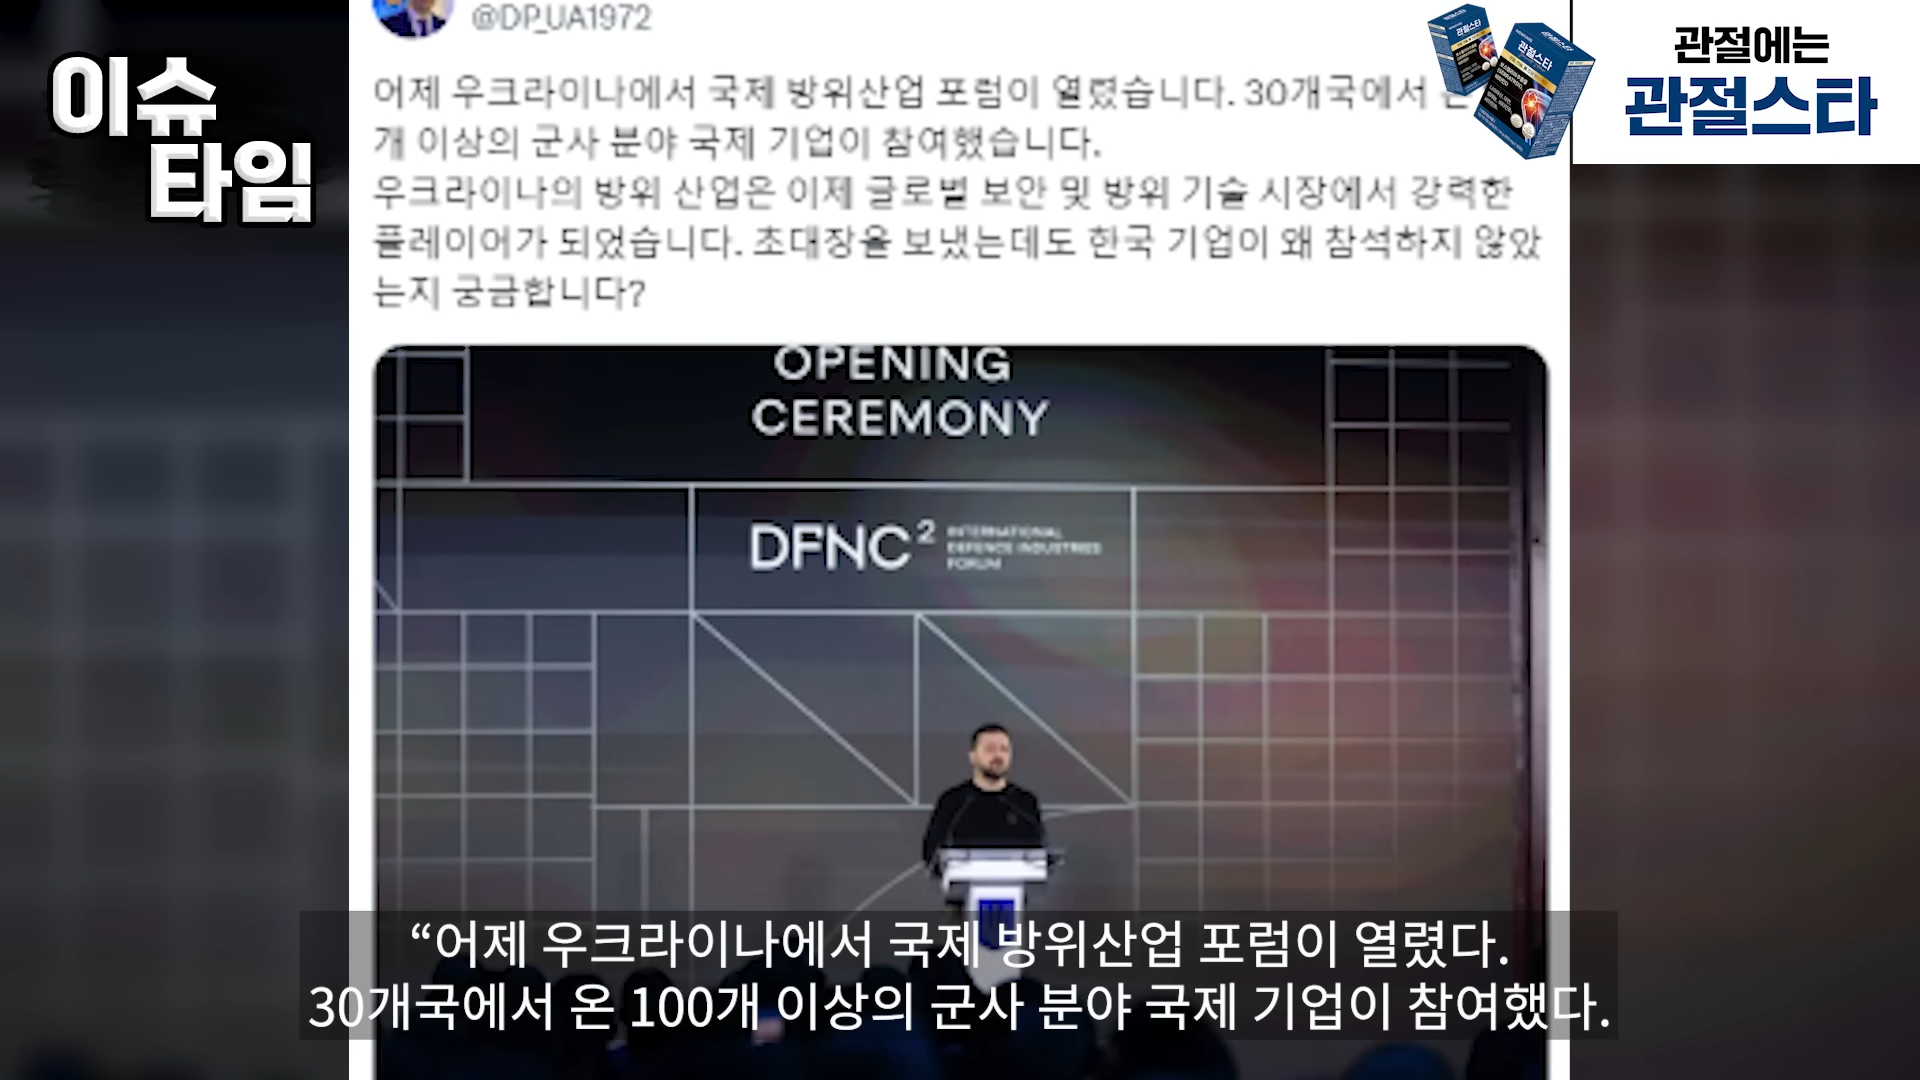 이슈
타임
@DP_UA1972
어제 우크라이나에서 국제 방위산업 포럼이 열렸습니다. 30개국에서
개 이상의 군사 분야 국제 기업이 참여했습니다.
우크라이나의 방위 산업은 이제 글로벌 보안 및 방위 기술 시장에서 강력한
플레이어가 되었습니다. 초대장을 보냈는데도 한국 기업이 왜 참석하지 않았
는지 궁금합니다?
관절스타
관절스타
관절에는
관절스타
OPENING
CEREMONY
DFNC²
INTERNATIONAL
DEFENCE INDUSTRIES
FORUM
“어제 우크라이나에서 국제 방위산업 포럼이 열렸다.
30개국에서 온 100개 이상의 군사 분야 국제 기업이 참여했다.